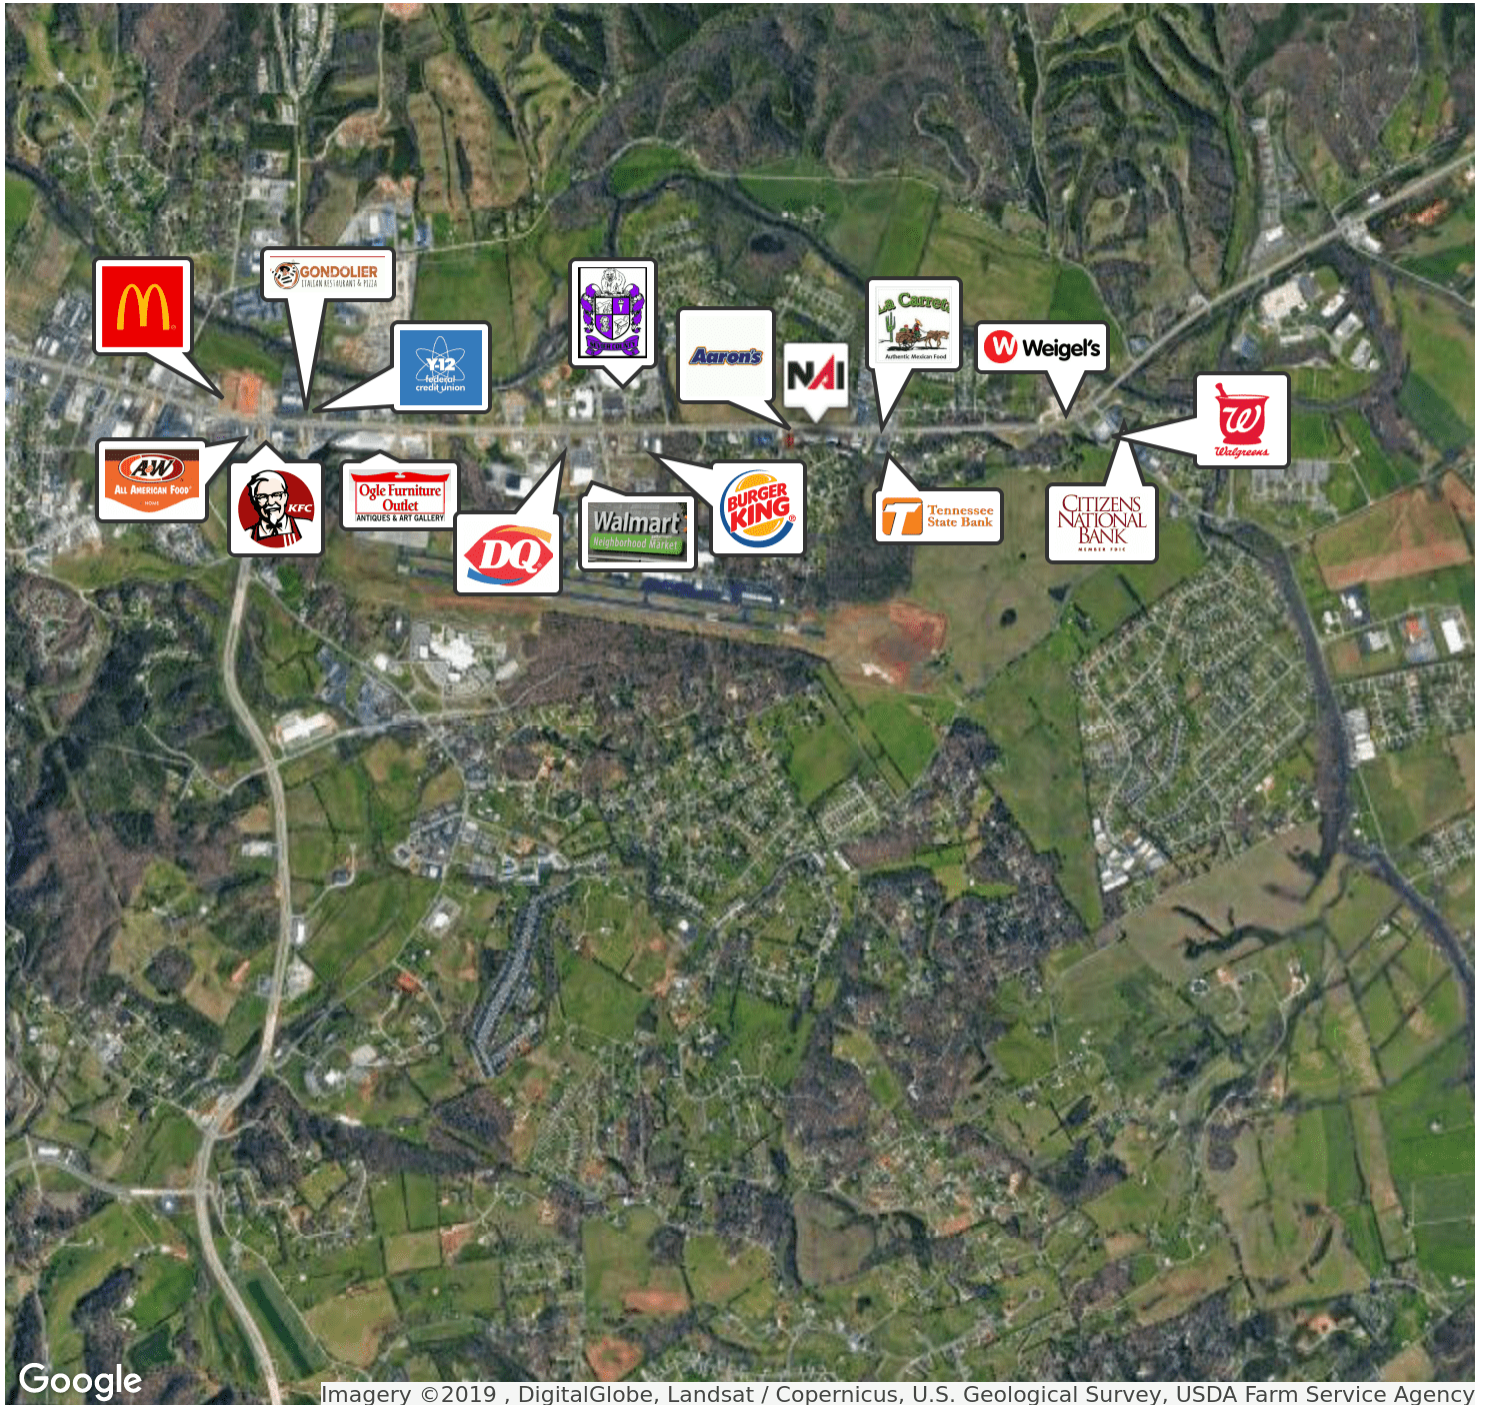 GONDOLIER
ITALIAN RESTAURANT & PIZZA
Y-12
federal
credit union
Aaron's
NAI
La Carreta
Authentic Mexican Food
W Weigel's
W
Walgreens
A&W
ALL AMERICAN FOOD
KFC
Ogle Furniture
Outlet
ANTIQUES & ART GALLERY
DQ
Walmart
Neighborhood Market
BURGER
KING
T Tennessee
State Bank
CITIZENS
NATIONAL
BANK
MEMBER FDIC
Google
Imagery ©2019 , DigitalGlobe, Landsat / Copernicus, U.S. Geological Survey, USDA Farm Service Agency